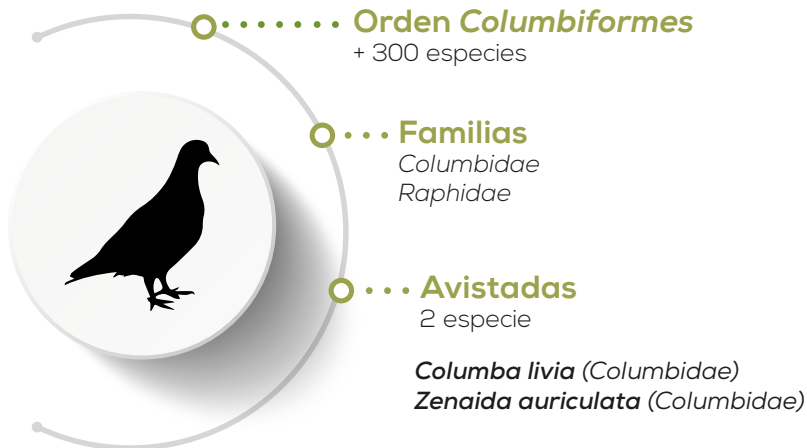 Orden Columbiformes
+ 300 especies
Familias
Columbidae
Raphidae
Avistadas
2 especie
Columba livia (Columbidae)
Zenaida auriculata (Columbidae)